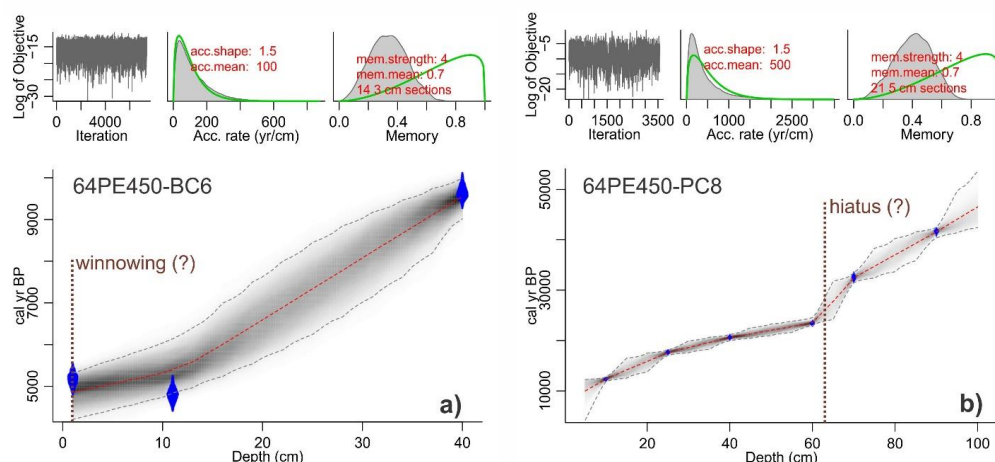 Log of Objective
-15
-30
0
4000
Iteration
acc.shape: 1.5
acc.mean: 100
0
200
600
Acc. rate (yr/cm)
mem.strength: 4
mem.mean: 0.7
14 3 cm sections
0.0
0.4
0.8
Memory
Log of Objective
-5
-20
0
1500
3500
Iteration
acc.shape: 1.5
acc.mean: 500
0
1000
2500
Acc. rate (yr/cm)
mem.strength: 4
mem.mean: 0.7
21 5 cm sections
0.0
0.4
0.8
Memory
64PE450-BC6
winnowing (?)
cal yr BP
9000
7000
5000
0
10
20
30
40
Depth (cm)
a)
64PE450-PC8
hiatus (?)
cal yr BP
50000
30000
10000
20
40
60
80
100
Depth (cm)
b)